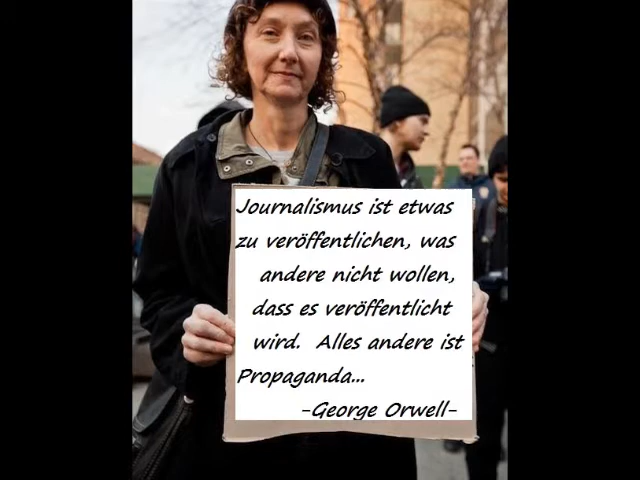 Journalismus ist etwas
zu veröffentlichen, was
andere nicht wollen,
dass es veröffentlicht
wird. Alles andere ist
Propaganda...
-George Orwell-